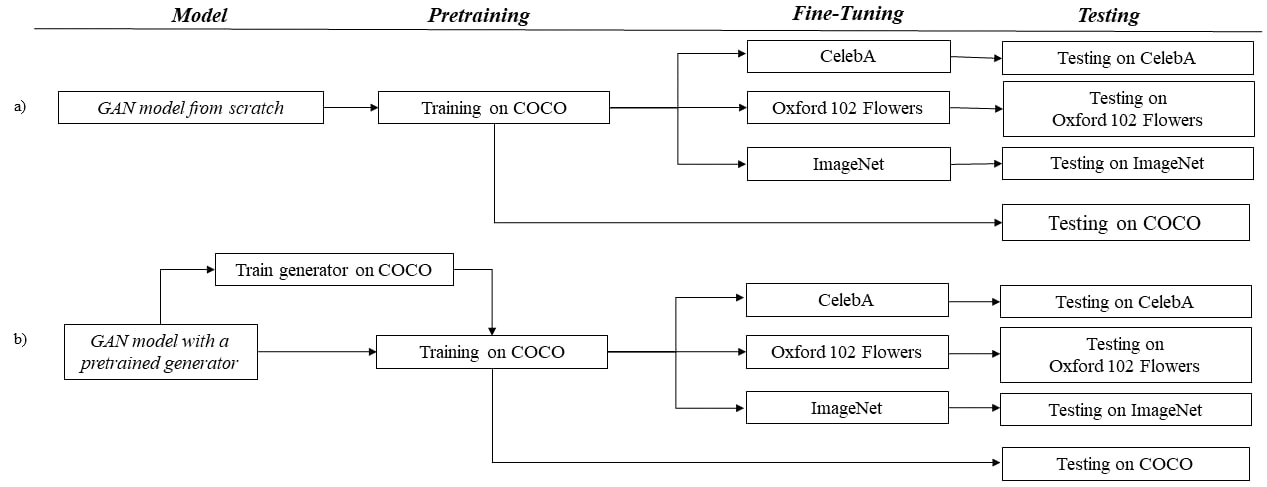 Model Pretraining Fine-Tuning Testing
CelebA Testing on CelebA
a) GAN model from scratch Training on COCO Oxford 102 Flowers Testing on
Oxford 102 Flowers
ImageNet Testing on ImageNet
Testing on COCO
Train generator on COCO
CelebA Testing on CelebA
b) GAN model with a
pretrained generator
Training on COCO Oxford 102 Flowers Testing on
Oxford 102 Flowers
ImageNet Testing on ImageNet
Testing on COCO